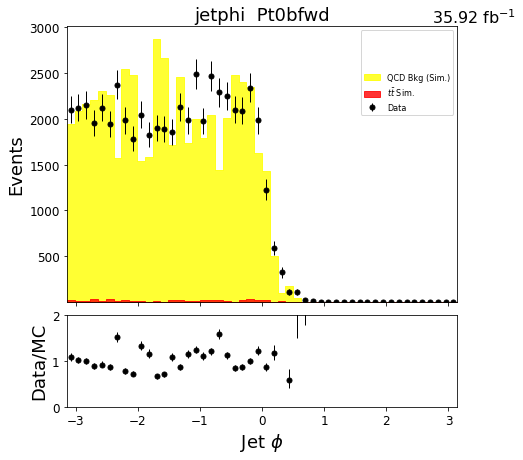 jetphi Pt0bfwd
35.92 fb⁻¹
3000
2500
2000
1500
1000
500
Events
QCD Bkg (Sim.)
tt̄ Sim.
Data
2
1
0
Data/MC
−3 −2 −1 0 1 2 3
Jet ϕ